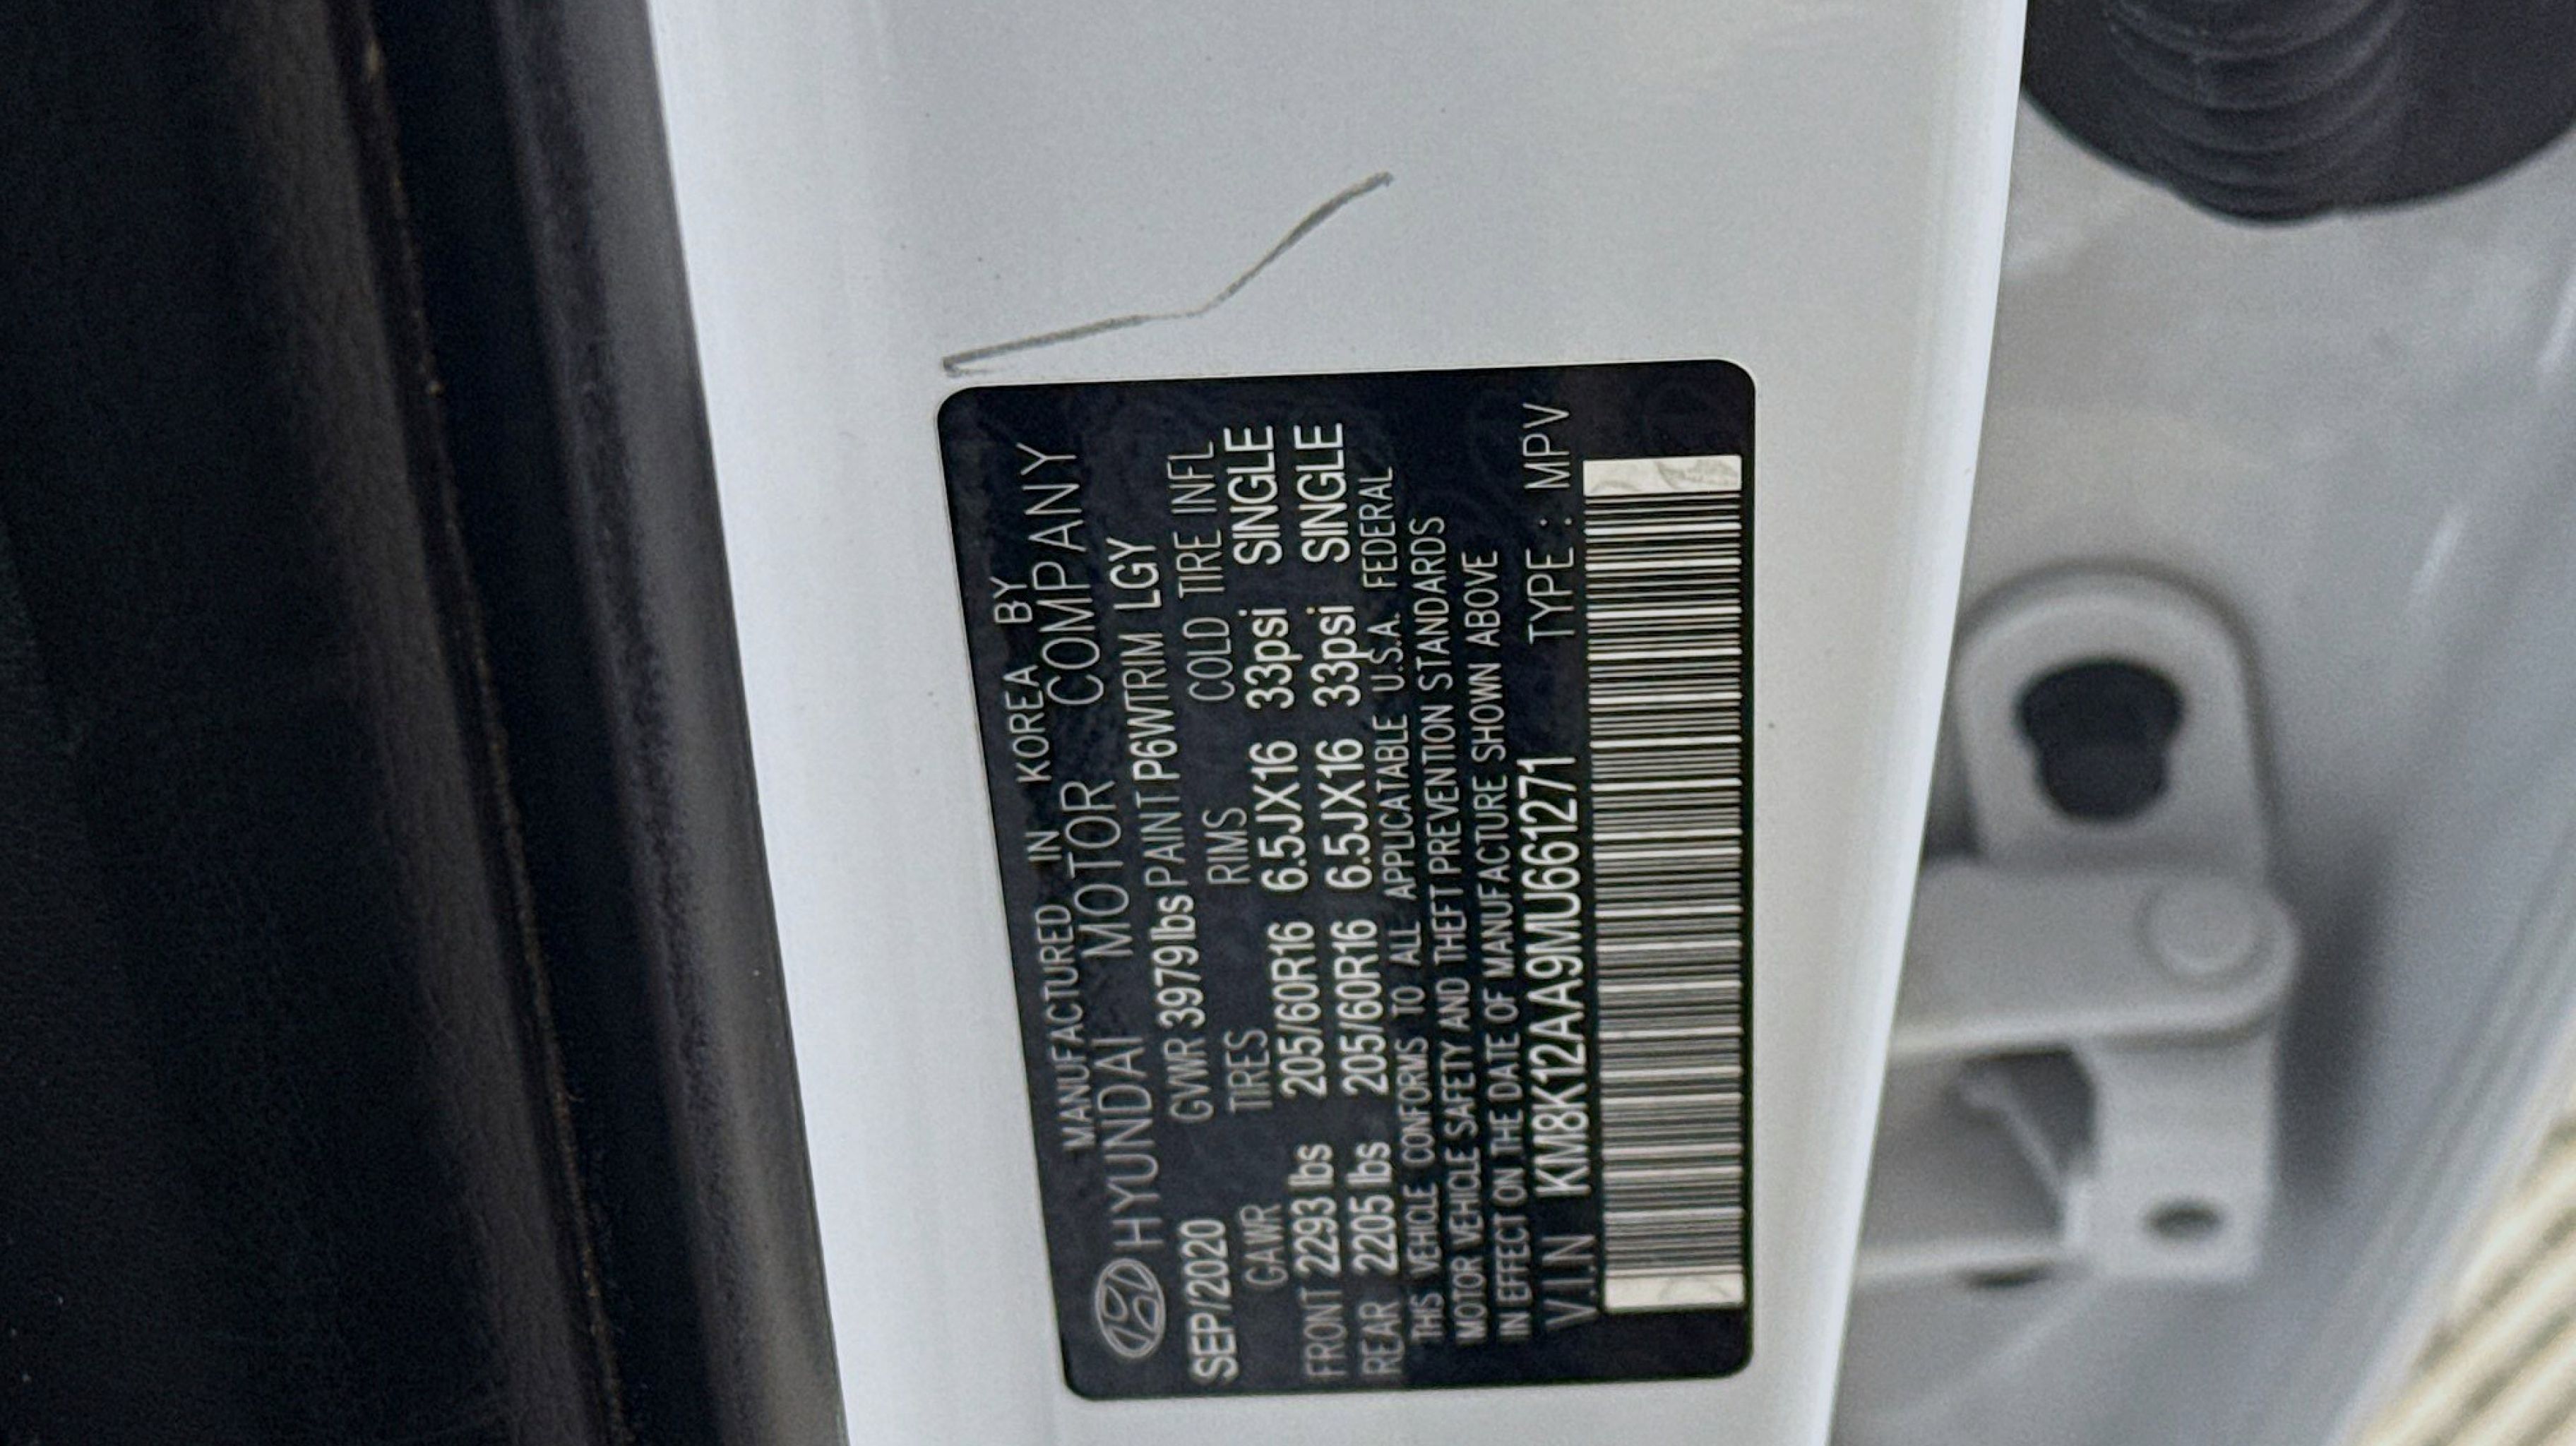 MANUFACTURED IN KOREA BY
HYUNDAI MOTOR COMPANY
SEP/2020 GVWR 3979lbs PAINT P6WTRIM LGY
GAWR TIRES RIMS COLD TIRE INFL
FRONT 2293 lbs 205/60R16 6.5JX16 33psi SINGLE
REAR 2205 lbs 205/60R16 6.5JX16 33psi SINGLE
THIS VEHICLE CONFORMS TO ALL APPLICATABLE U.S.A. FEDERAL
MOTOR VEHICLE SAFETY AND THEFT PREVENTION STANDARDS
IN EFFECT ON THE DATE OF MANUFACTURE SHOWN ABOVE
V.I.N KM8K12AA9MU661271 TYPE : MPV